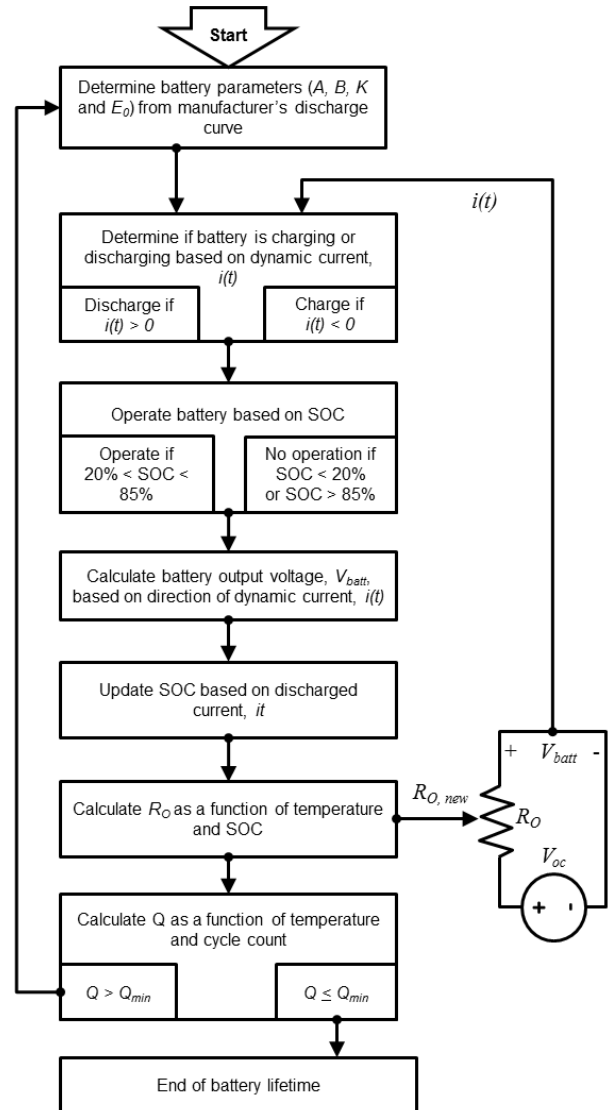 Start
Determine battery parameters (A, B, K
and E0) from manufacturer's discharge
curve
i(t)
Determine if battery is charging or
discharging based on dynamic current,
i(t)
Discharge if
i(t) > 0
Charge if
i(t) < 0
Operate battery based on SOC
Operate if
20% < SOC <
85%
No operation if
SOC < 20%
or SOC > 85%
Calculate battery output voltage, Vbatt,
based on direction of dynamic current, i(t)
Update SOC based on discharged
current, it
Calculate RO as a function of temperature
and SOC
RO, new
+ Vbatt -
RO
Voc
+ -
Calculate Q as a function of temperature
and cycle count
Q > Qmin
Q ≤ Qmin
End of battery lifetime